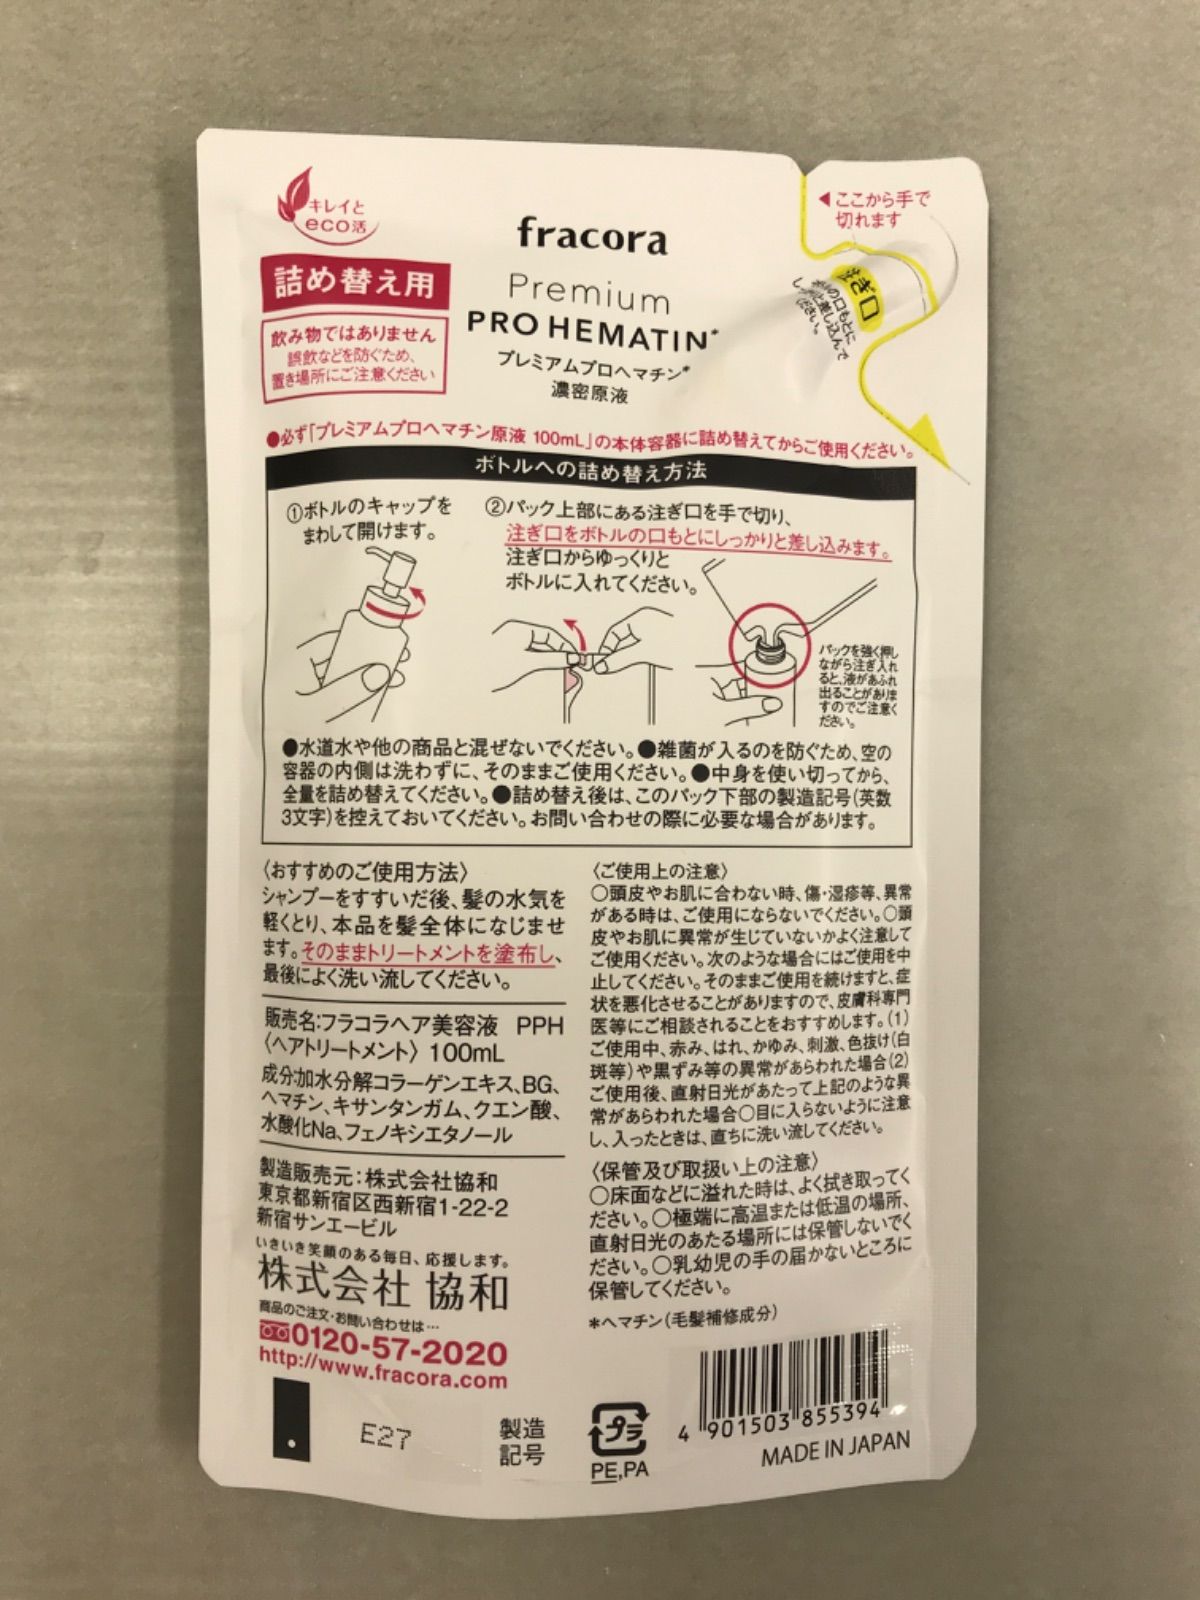 キレイと
eco活
詰め替え用
飲み物ではありません
誤飲などを防ぐため、
置き場所にご注意ください
fracora
Premium
PRO HEMATIN*
プレミアムプロヘマチン*
濃密原液
◀ここから手で
切れます
注ぎ口
●必ず「プレミアムプロヘマチン原液 100mL」の本体容器に詰め替えてからご使用ください。
ボトルへの詰め替え方法
①ボトルのキャップを
まわして開けます。
②パック上部にある注ぎ口を手で切り、
注ぎ口をボトルの口もとにしっかりと差し込みます。
注ぎ口からゆっくりと
ボトルに入れてください。
パックを強く押し
ながら注ぎ入れ
ると、液があふれ
出ることがありま
すのでご注意く
ださい。
●水道水や他の商品と混ぜないでください。●雑菌が入るのを防ぐため、空の
容器の内側は洗わずに、そのままご使用ください。●中身を使い切ってから、
全量を詰め替えてください。●詰め替え後は、このパック下部の製造記号(英数
3文字)を控えておいてください。お問い合わせの際に必要な場合があります。
〈おすすめのご使用方法〉
シャンプーをすすいだ後、髪の水気を
軽くとり、本品を髪全体になじませ
ます。そのままトリートメントを塗布し、
最後によく洗い流してください。
販売名:フラコラヘア美容液 PPH
〈ヘアトリートメント〉 100mL
成分:加水分解コラーゲンエキス、BG、
ヘマチン、キサンタンガム、クエン酸、
水酸化Na、フェノキシエタノール
製造販売元:株式会社協和
東京都新宿区西新宿1-22-2
新宿サンエービル
いきいき笑顔のある毎日、応援します。
株式会社 協和
商品のご注文・お問い合わせは…
0120-57-2020
http://www.fracora.com
〈ご使用上の注意〉
○頭皮やお肌に合わない時、傷・湿疹等、異常
がある時は、ご使用にならないでください。○頭
皮やお肌に異常が生じていないかよく注意して
ご使用ください。次のような場合にはご使用を中
止してください。そのままご使用を続けますと、症
状を悪化させることがありますので、皮膚科専門
医等にご相談されることをおすすめします。(1)
ご使用中、赤み、はれ、かゆみ、刺激、色抜け(白
斑等)や黒ずみ等の異常があらわれた場合(2)
ご使用後、直射日光があたって上記のような異
常があらわれた場合○目に入らないように注意
し、入ったときは、直ちに洗い流してください。
〈保管及び取扱い上の注意〉
○床面などに溢れた時は、よく拭き取ってく
ださい。○極端に高温または低温の場所、
直射日光のあたる場所には保管しないでく
ださい。○乳幼児の手の届かないところに
保管してください。
*ヘマチン(毛髪補修成分)
E27
製造
記号
プラ
PE,PA
4 901503 855394
MADE IN JAPAN